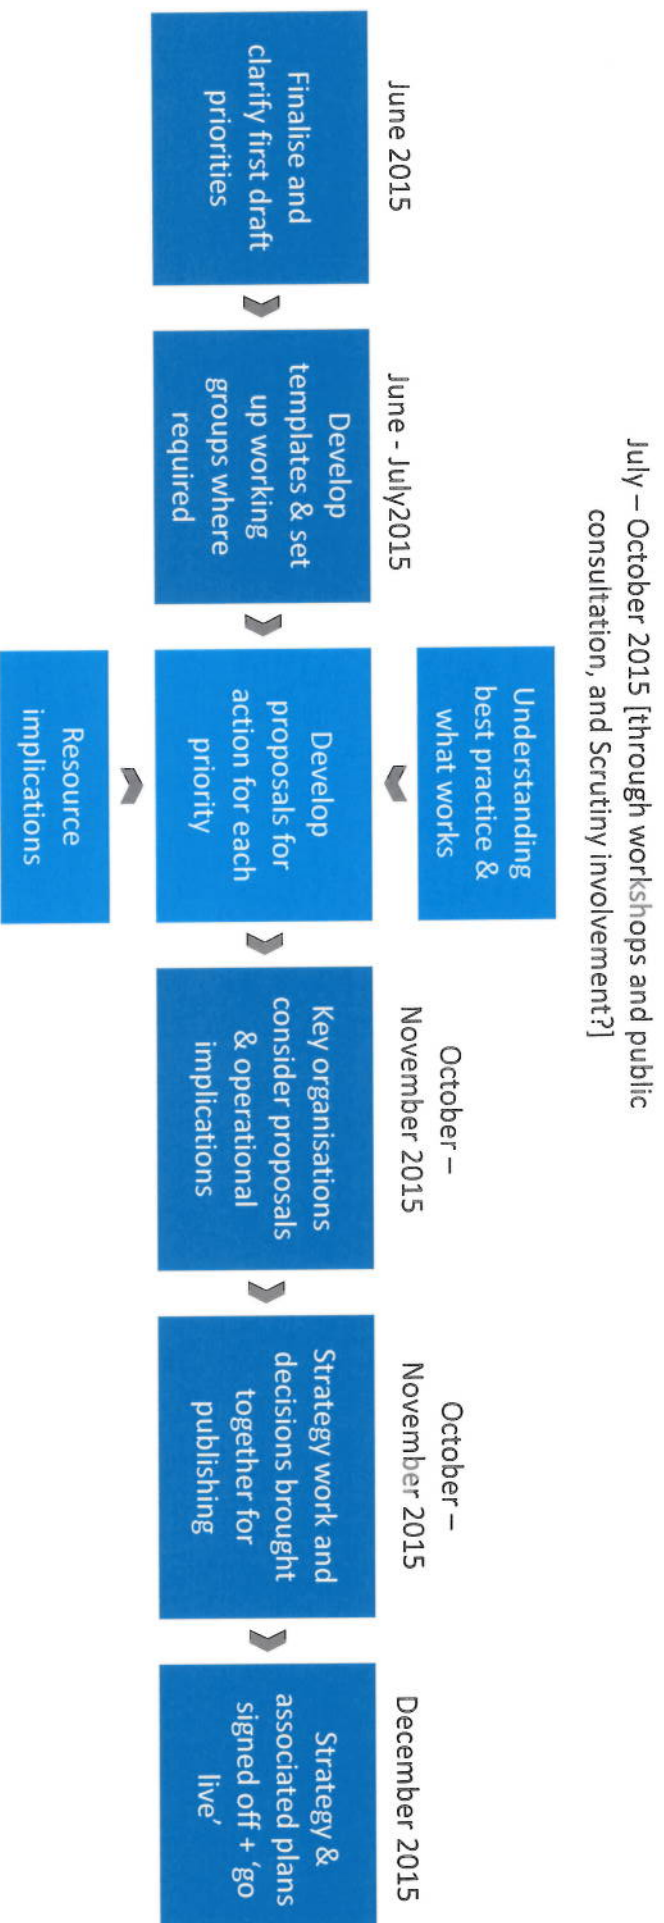 July – October 2015 [through workshops and public
consultation, and Scrutiny involvement?]
June 2015
Finalise and
clarify first draft
priorities
June - July2015
Develop
templates & set
up working
groups where
required
Understanding
best practice &
what works
Develop
proposals for
action for each
priority
Resource
implications
October –
November 2015
Key organisations
consider proposals
& operational
implications
October –
November 2015
Strategy work and
decisions brought
together for
publishing
December 2015
Strategy &
associated plans
signed off + ‘go
live’